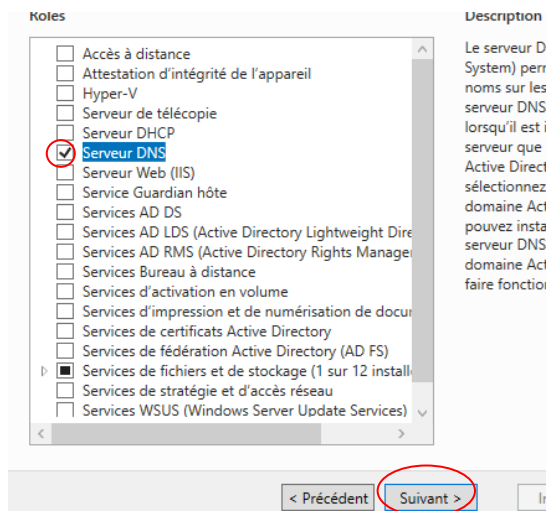 Rôles
Description
Accès à distance
Attestation d'intégrité de l'appareil
Hyper-V
Serveur de télécopie
Serveur DHCP
Serveur DNS
Serveur Web (IIS)
Service Guardian hôte
Services AD DS
Services AD LDS (Active Directory Lightweight Dire
Services AD RMS (Active Directory Rights Manage
Services Bureau à distance
Services d'activation en volume
Services d'impression et de numérisation de docu
Services de certificats Active Directory
Services de fédération Active Directory (AD FS)
Services de fichiers et de stockage (1 sur 12 install
Services de stratégie et d'accès réseau
Services WSUS (Windows Server Update Services)
Le serveur D
System) perm
noms sur les
serveur DNS
lorsqu'il est i
serveur que
Active Direct
sélectionnez
domaine Act
pouvez insta
serveur DNS
domaine Act
faire fonction
< Précédent
Suivant >
In